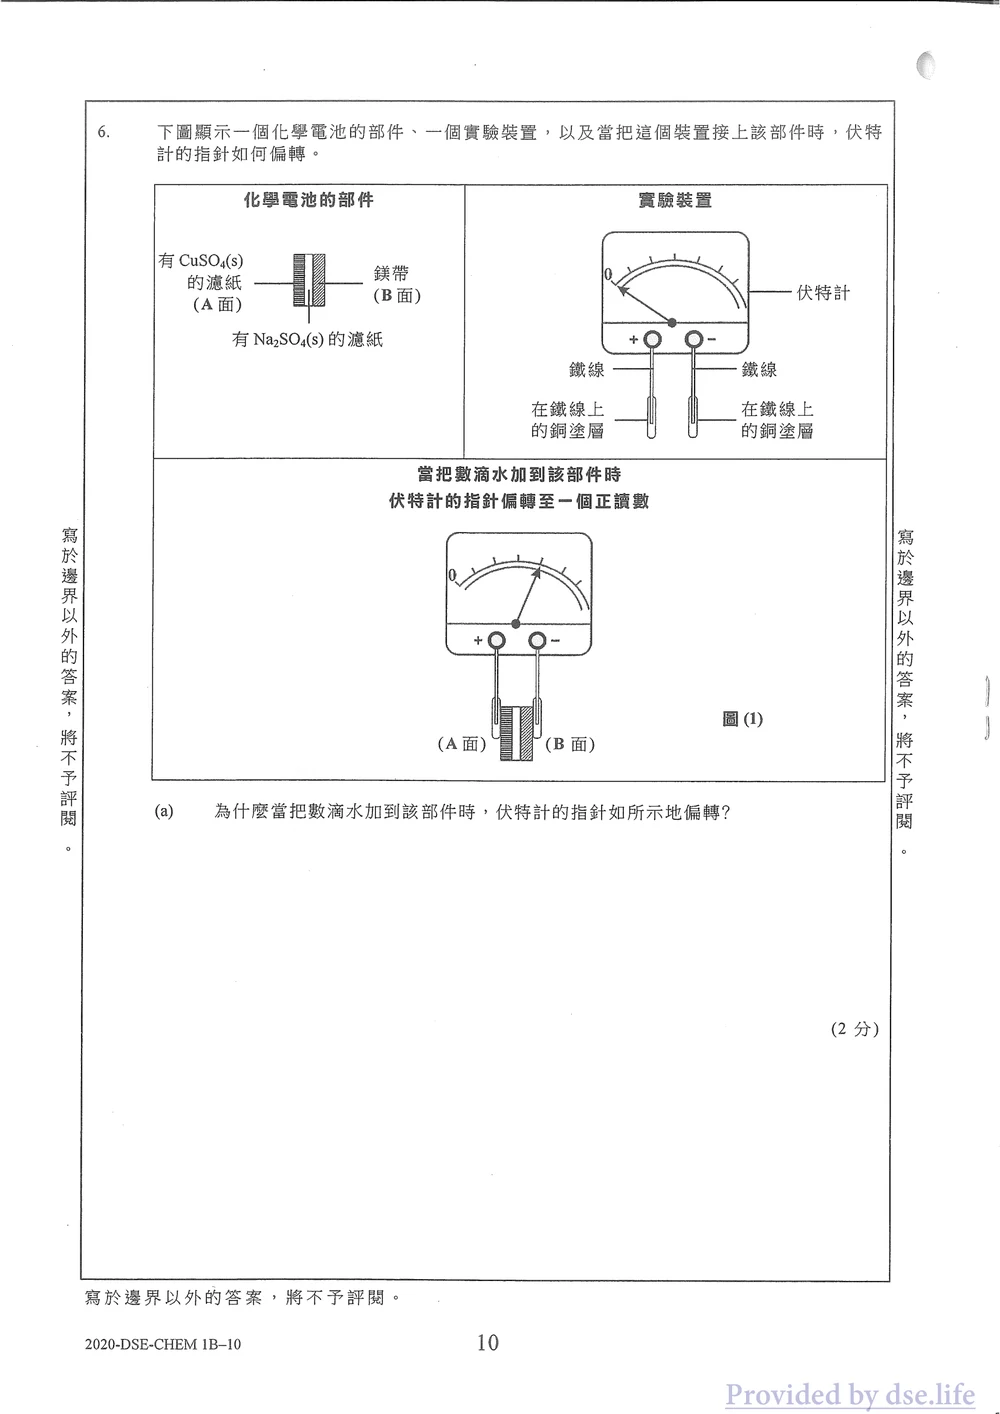 6. 下圖顯示一個化學電池的部件、一個實驗裝置，以及當把這個裝置接上該部件時，伏特
計的指針如何偏轉。
化學電池的部件
實驗裝置
有 CuSO₄(s)
的濾紙
(A 面)
鎂帶
(B 面)
有 Na₂SO₄(s) 的濾紙
0
伏特計
+ −
鐵線
鐵線
在鐵線上
的銅塗層
在鐵線上
的銅塗層
當把數滴水加到該部件時
伏特計的指針偏轉至一個正讀數
0
+ −
(A 面)
(B 面)
圖 (1)
(a) 為什麼當把數滴水加到該部件時，伏特計的指針如所示地偏轉?
(2 分)
寫於邊界以外的答案，將不予評閱。
寫於邊界以外的答案，將不予評閱。
寫於邊界以外的答案，將不予評閱。
2020-DSE-CHEM 1B–10
10
Provided by dse.life